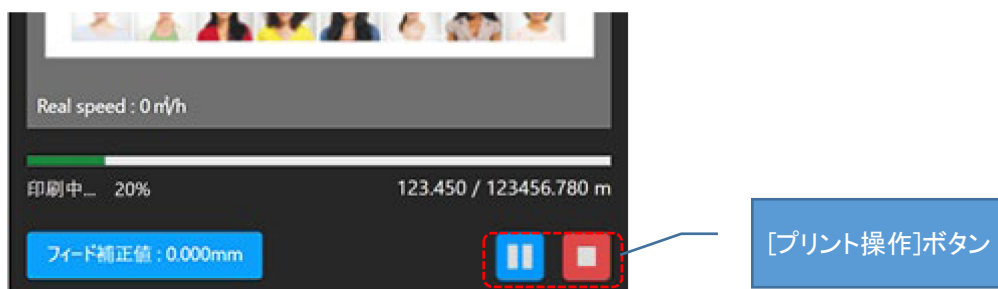 Real speed : 0 ㎡/h
印刷中... 20%
123.450 / 123456.780 m
フィード補正値 : 0.000mm
[プリント操作]ボタン